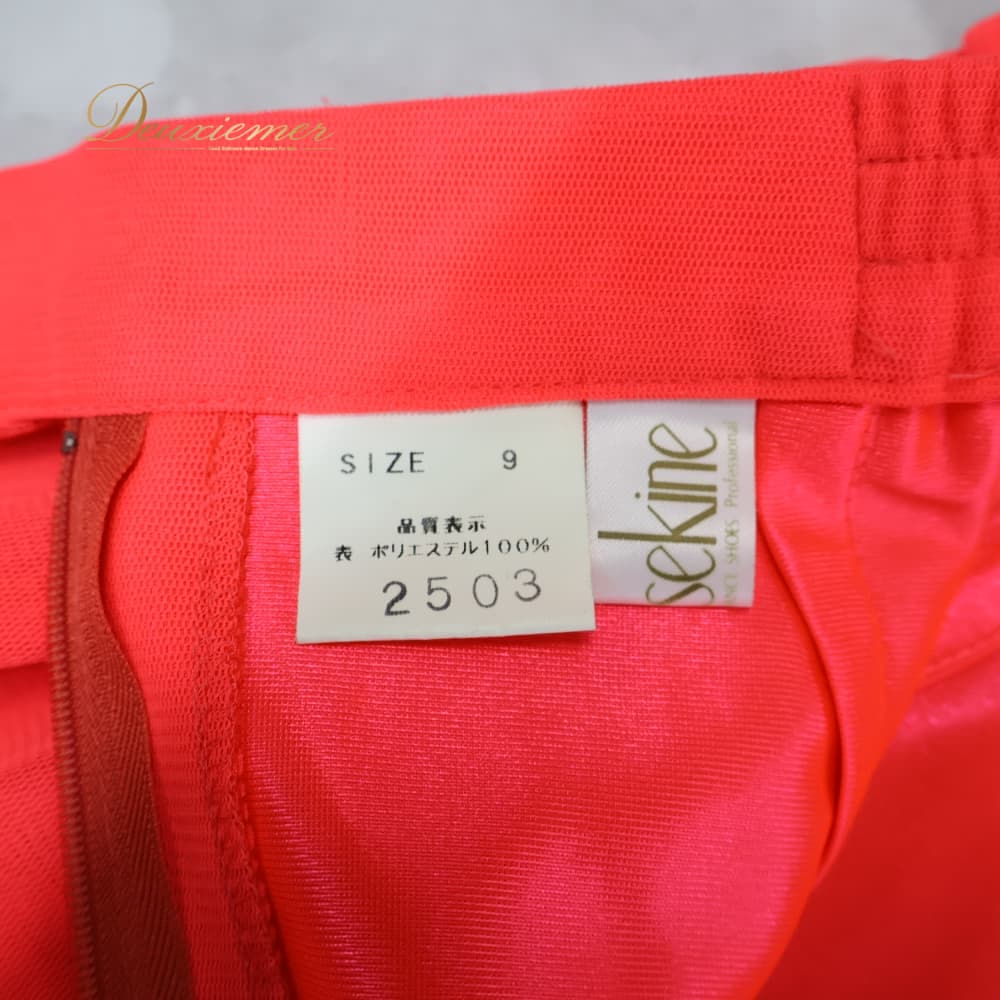 Deuxiemer
SIZE 9
品質表示
表 ポリエステル100%
2503
sekine
SHOES Professional